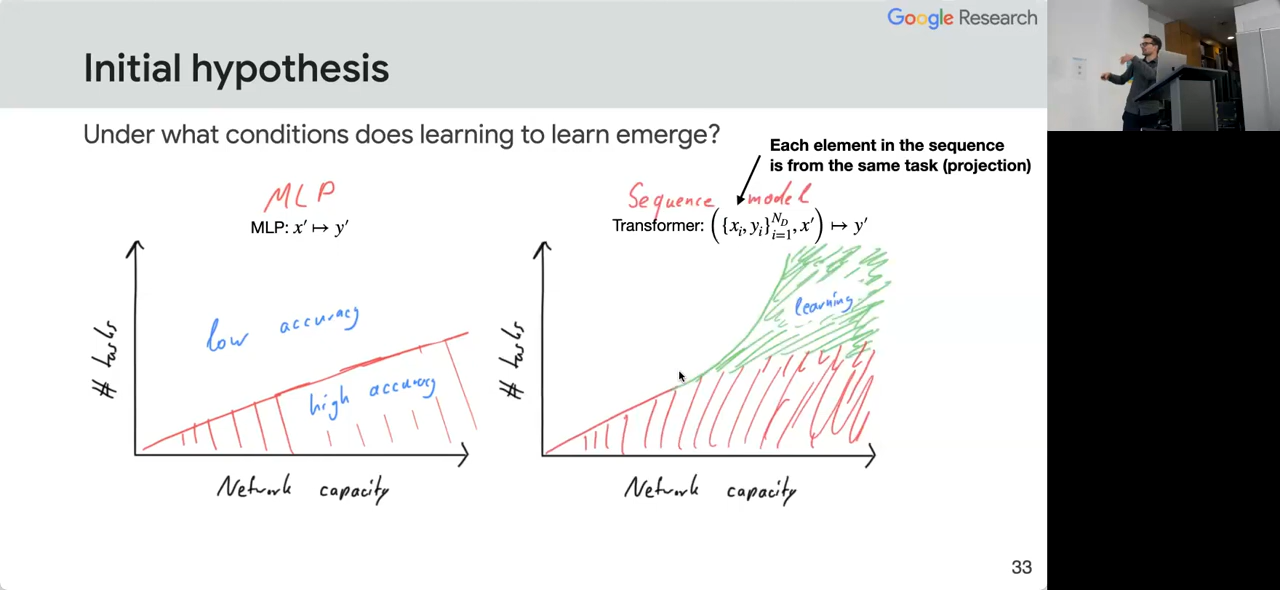 Google Research
Initial hypothesis
Under what conditions does learning to learn emerge?
Each element in the sequence
is from the same task (projection)
MLP
MLP: x′ ↦ y′
Sequence model
Transformer: ({x_i, y_i}_{i=1}^{N_D}, x′) ↦ y′
# tasks
low accuracy
high accuracy
Network capacity
# tasks
learning
Network capacity
33